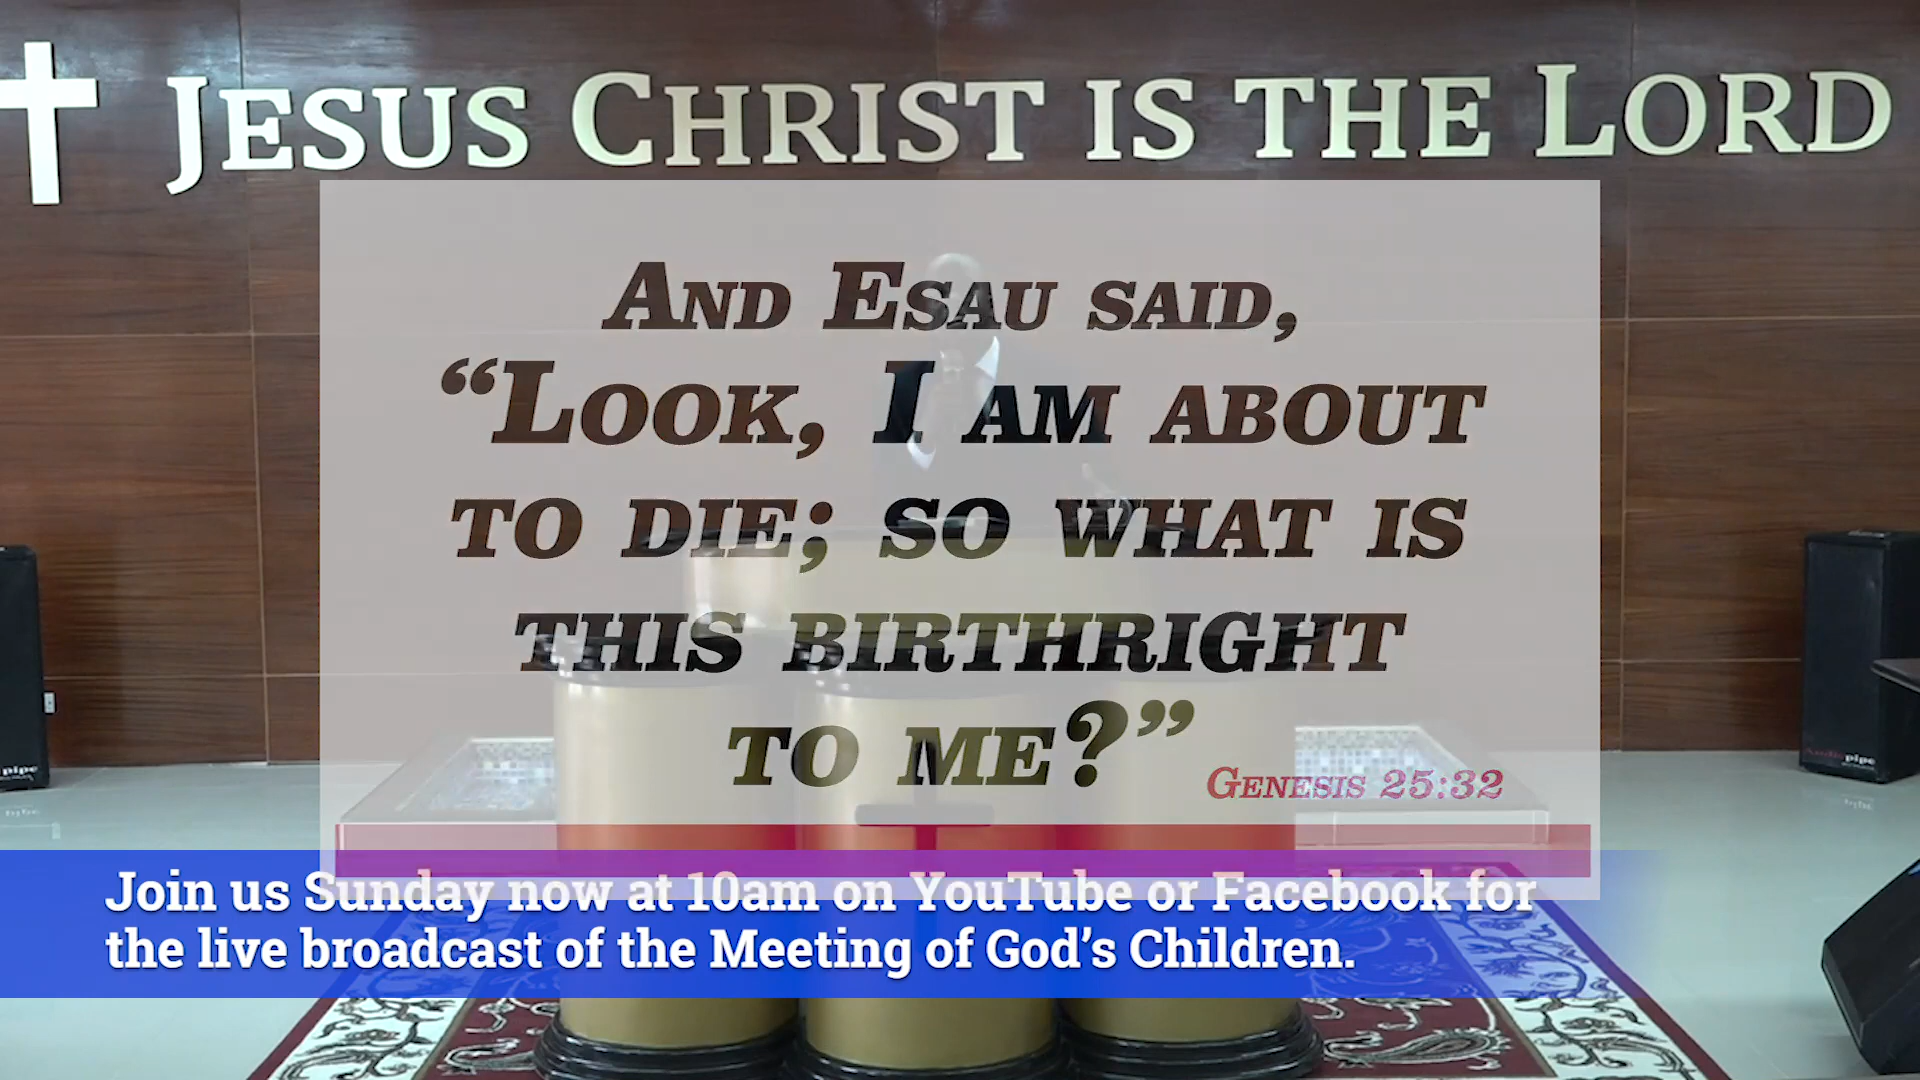 JESUS CHRIST IS THE LORD
AND ESAU SAID,
“LOOK, I AM ABOUT
TO DIE; SO WHAT IS
THIS BIRTHRIGHT
TO ME?”
GENESIS 25:32
Join us Sunday now at 10am on YouTube or Facebook for
the live broadcast of the Meeting of God’s Children.
pipe
Audiopipe